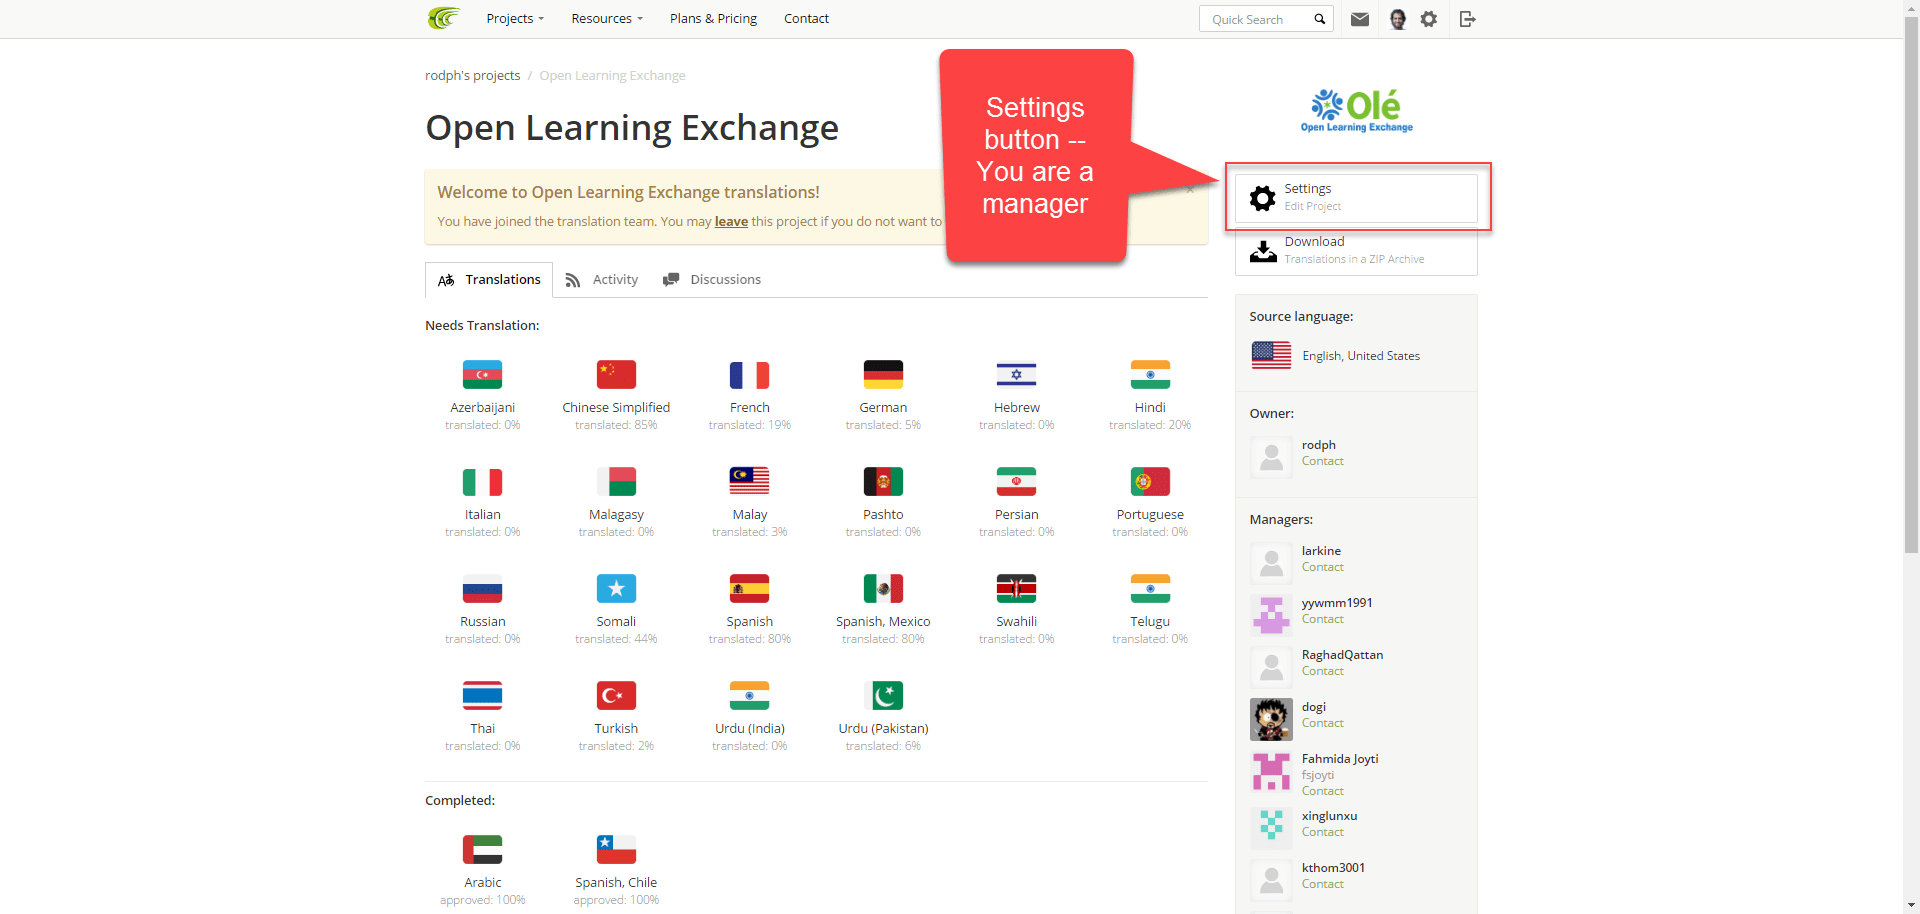 Projects
Resources
Plans & Pricing
Contact
Quick Search
rodph's projects / Open Learning Exchange
Open Learning Exchange
Welcome to Open Learning Exchange translations!
You have joined the translation team. You may leave this project if you do not want to
Settings
button --
You are a
manager
Olé
Open Learning Exchange
Settings
Edit Project
Download
Translations in a ZIP Archive
Translations
Activity
Discussions
Needs Translation:
Azerbaijani
translated: 0%
Chinese Simplified
translated: 85%
French
translated: 19%
German
translated: 5%
Hebrew
translated: 0%
Hindi
translated: 20%
Italian
translated: 0%
Malagasy
translated: 0%
Malay
translated: 3%
Pashto
translated: 0%
Persian
translated: 0%
Portuguese
translated: 0%
Russian
translated: 0%
Somali
translated: 44%
Spanish
translated: 80%
Spanish, Mexico
translated: 80%
Swahili
translated: 0%
Telugu
translated: 0%
Thai
translated: 0%
Turkish
translated: 2%
Urdu (India)
translated: 0%
Urdu (Pakistan)
translated: 6%
Completed:
Arabic
approved: 100%
Spanish, Chile
approved: 100%
Source language:
English, United States
Owner:
rodph
Contact
Managers:
larkine
Contact
yywmm1991
Contact
RaghadQattan
Contact
dogi
Contact
Fahmida Joyti
fsjoyti
Contact
xinglunxu
Contact
kthom3001
Contact